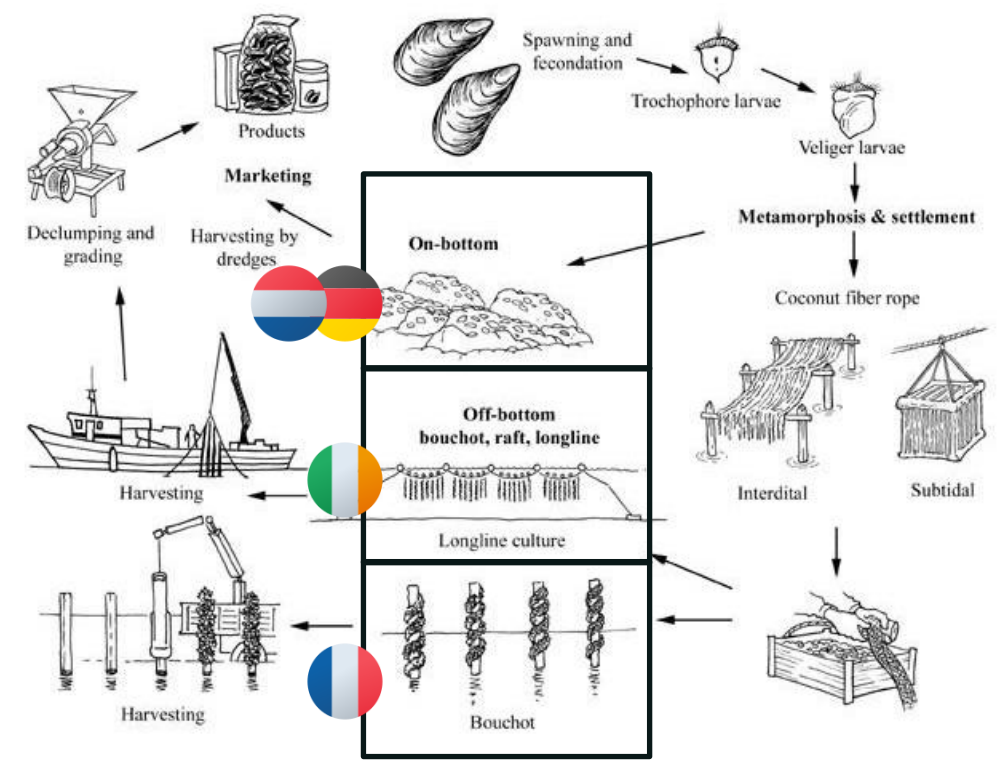 Spawning and
fecondation
Trochophore larvae
Veliger larvae
Products
Marketing
Metamorphosis & settlement
Declumping and
grading
Harvesting by
dredges
On-bottom
Coconut fiber rope
Off-bottom
bouchot, raft, longline
Interdital
Subtidal
Harvesting
Longline culture
Harvesting
Bouchot